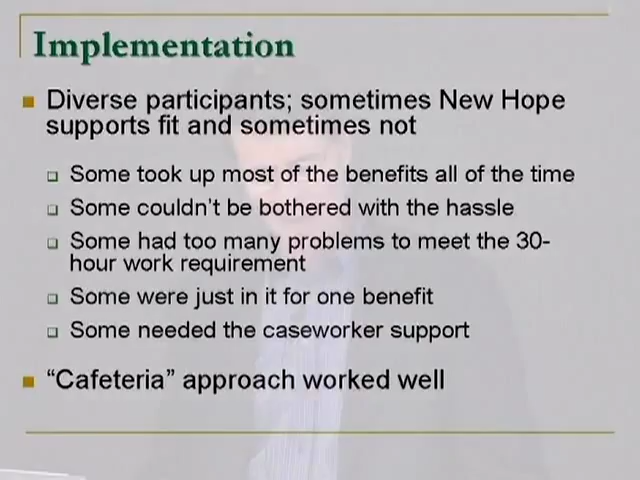 Implementation
Diverse participants; sometimes New Hope
supports fit and sometimes not
Some took up most of the benefits all of the time
Some couldn't be bothered with the hassle
Some had too many problems to meet the 30-
hour work requirement
Some were just in it for one benefit
Some needed the caseworker support
“Cafeteria” approach worked well